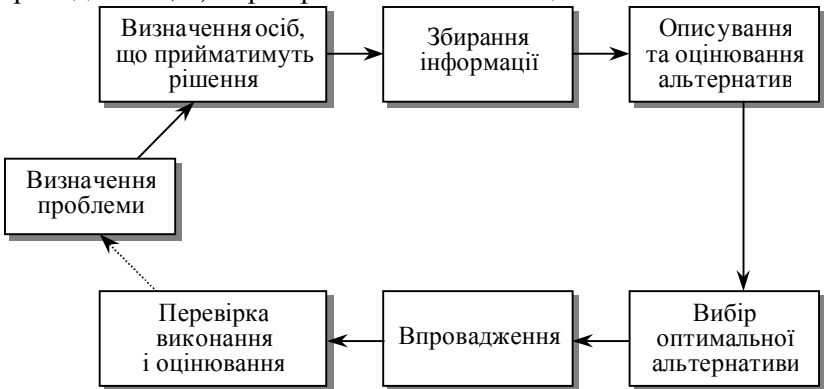 Визначення осіб,
що прийматимуть
рішення
Збирання
інформації
Описування
та оцінювання
альтернатив
Визначення
проблеми
Перевірка
виконання
і оцінювання
Впровадження
Вибір
оптимальної
альтернативи